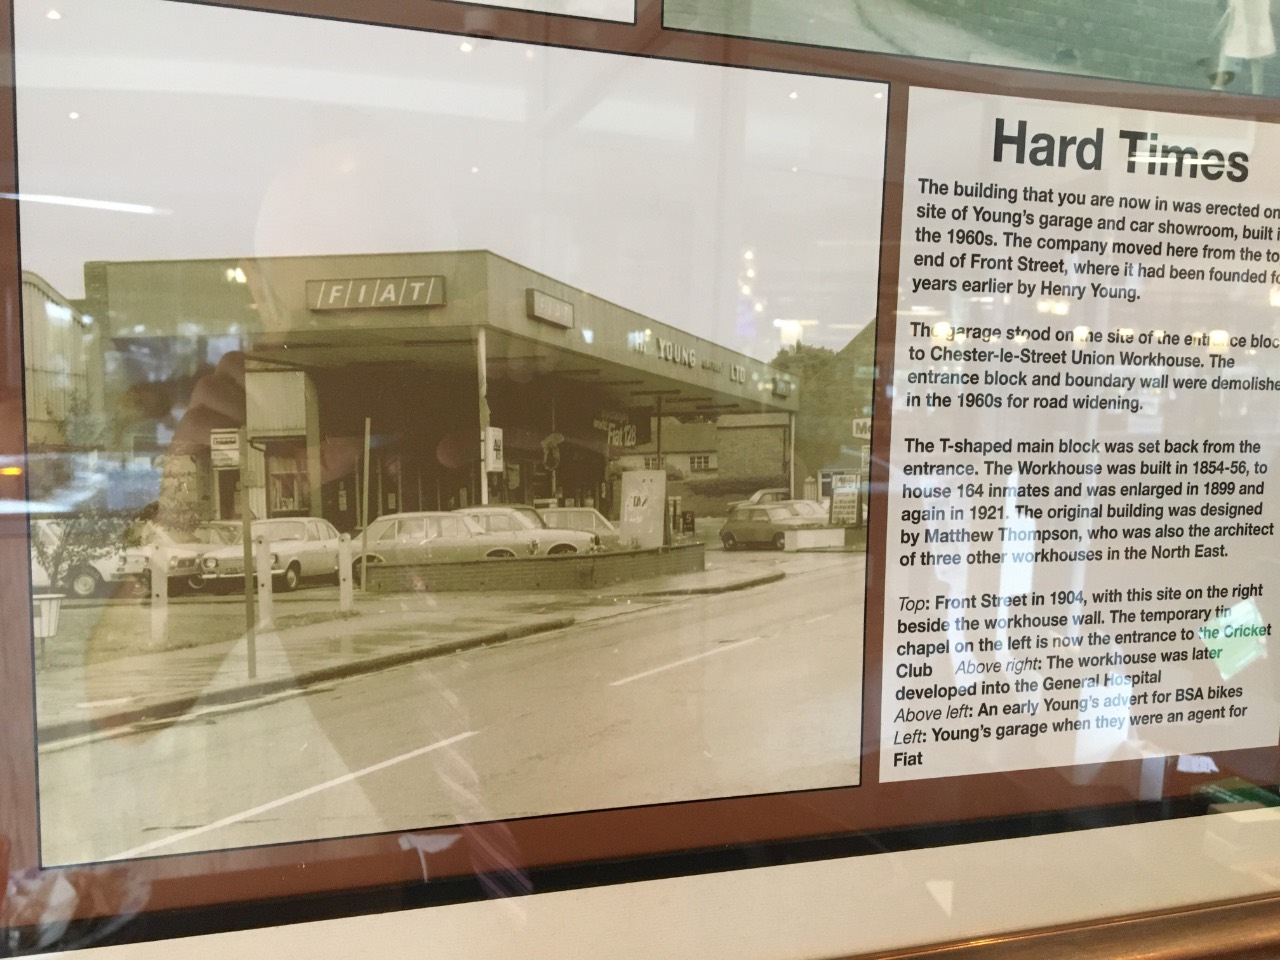 Hard Times
The building that you are now in was erected on
site of Young's garage and car showroom, built
the 1960s. The company moved here from the
end of Front Street, where it had been founded
years earlier by Henry Young.
The garage stood on the site of the entrance
to Chester-le-Street Union Workhouse. The
entrance block and boundary wall were
in the 1960s for road widening.
The T-shaped main block was set back from the
entrance. The Workhouse was built in 1854-56, to
house 164 inmates and was enlarged in 1899 and
again in 1921. The original building was designed
by Matthew Thompson, who was also the architect
of three other workhouses in the North East.
Top: Front Street in 1904, with this site on the right
beside the workhouse wall. The temporary tin
chapel on the left is now the entrance to the Cricket
Club Above right: The workhouse was later
developed into the General Hospital
Above left: An early Young's advert for BSA bikes
Left: Young's garage when they were an agent for
Fiat
FIAT
FIAT
YOUNG LTD
Fiat 128